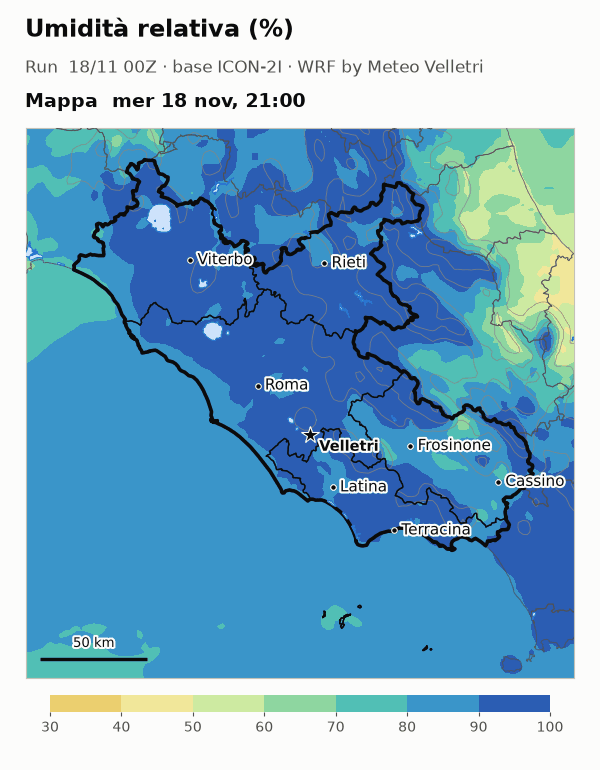 Umidità relativa (%)
Run  18/11 00Z · base ICON-2I · WRF by Meteo Velletri
Mappa  mer 18 nov, 21:00
Viterbo
Rieti
Roma
Velletri
Frosinone
Latina
Cassino
Terracina
50 km
30 40 50 60 70 80 90 100